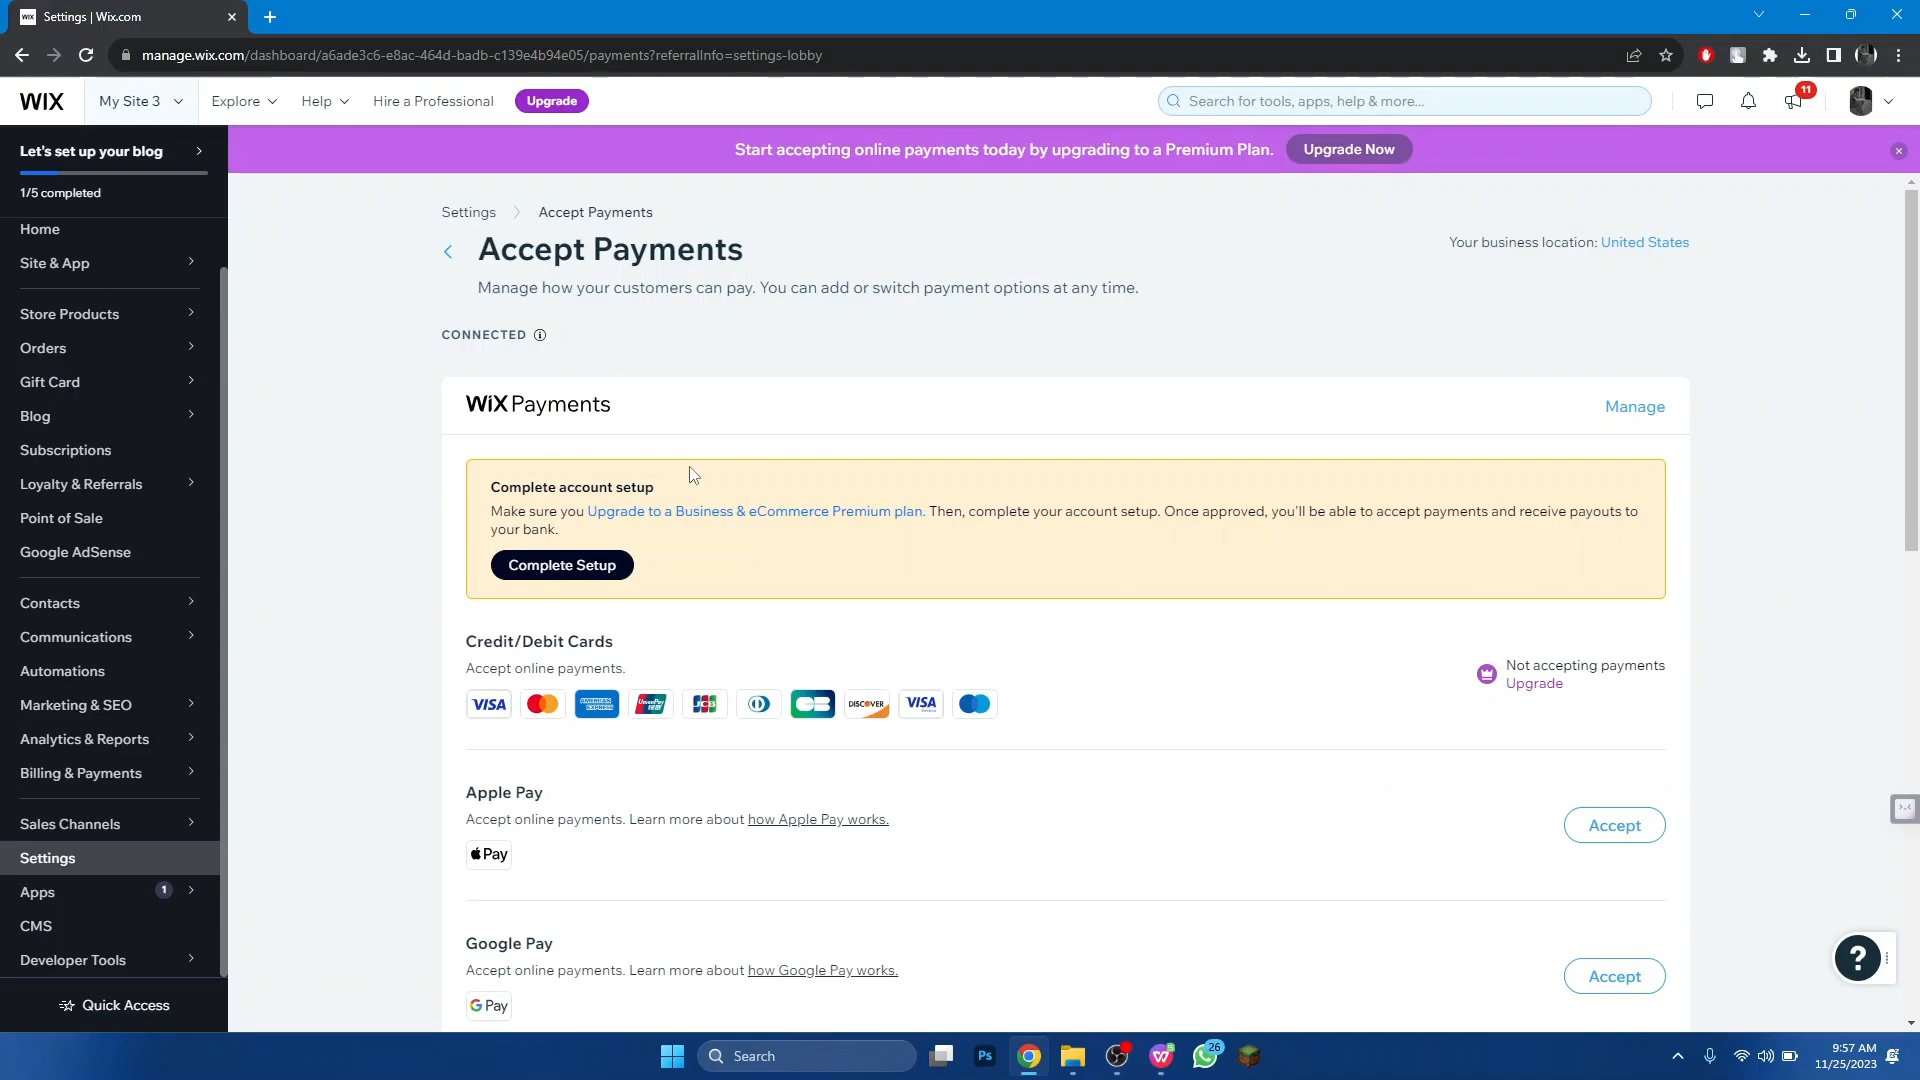 Settings | Wix.com
manage.wix.com/dashboard/a6ade3c6-e8ac-464d-badb-c139e4b94e05/payments?referralInfo=settings-lobby
WIX
My Site 3
Explore
Help
Hire a Professional
Upgrade
Search for tools, apps, help & more...
11
Let's set up your blog
1/5 completed
Start accepting online payments today by upgrading to a Premium Plan.
Upgrade Now
Home
Site & App
Store Products
Orders
Gift Card
Blog
Subscriptions
Loyalty & Referrals
Point of Sale
Google AdSense
Contacts
Communications
Automations
Marketing & SEO
Analytics & Reports
Billing & Payments
Sales Channels
Settings
Apps
1
CMS
Developer Tools
Quick Access
Settings
Accept Payments
Accept Payments
Your business location: United States
Manage how your customers can pay. You can add or switch payment options at any time.
CONNECTED
WIX Payments
Manage
Complete account setup
Make sure you Upgrade to a Business & eCommerce Premium plan. Then, complete your account setup. Once approved, you'll be able to accept payments and receive payouts to
your bank.
Complete Setup
Credit/Debit Cards
Accept online payments.
Not accepting payments
Upgrade
VISA
AMERICAN EXPRESS
UnionPay
JCB
DISCOVER
VISA
Apple Pay
Accept online payments. Learn more about how Apple Pay works.
Accept
Pay
Google Pay
Accept online payments. Learn more about how Google Pay works.
Accept
G Pay
?
Search
Ps
26
9:57 AM
11/25/2023